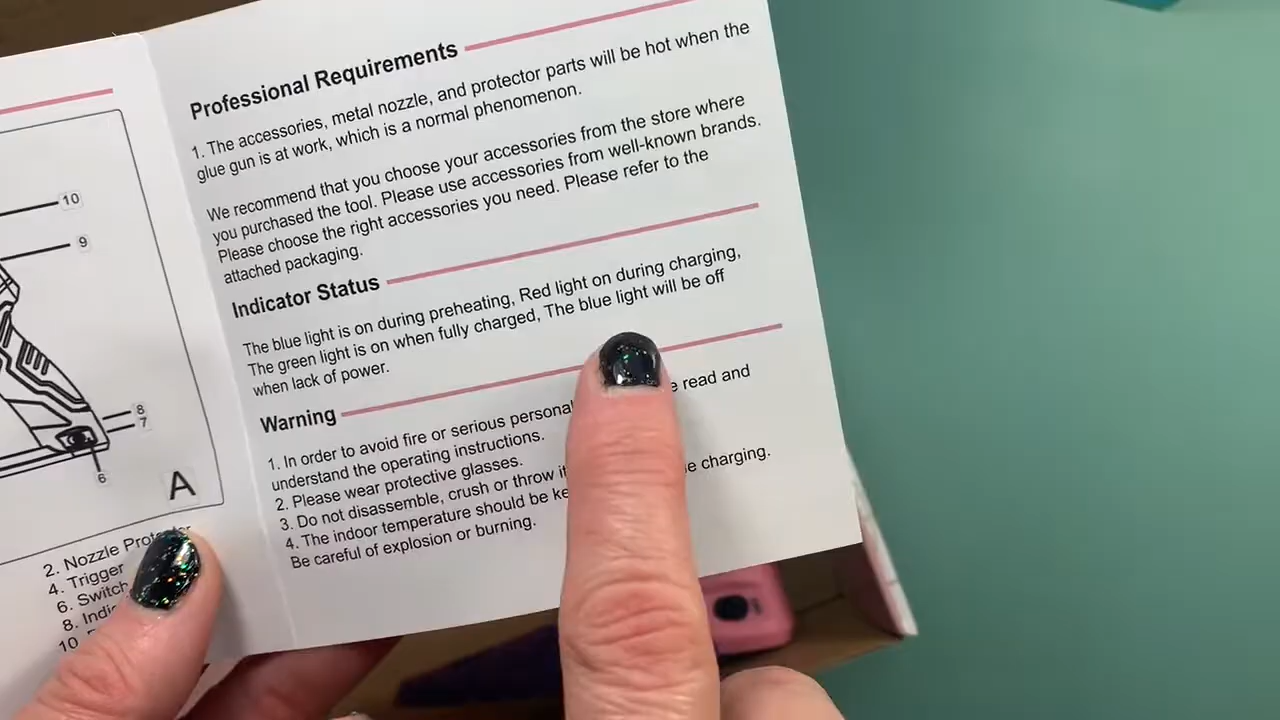 10
9
8
7
6
A
2. Nozzle
4. Trigger
6. Switch
8.
10
Professional Requirements
1. The accessories, metal nozzle, and protector parts will be hot when the
glue gun is at work, which is a normal phenomenon.
We recommend that you choose your accessories from the store where
you purchased the tool. Please use accessories from well-known brands.
Please choose the right accessories you need. Please refer to the
attached packaging.
Indicator Status
The blue light is on during preheating, Red light on during charging,
The green light is on when fully charged, The blue light will be off
when lack of power.
Warning
1. In order to avoid fire or serious personal read and
understand the operating instructions.
2. Please wear protective glasses.
3. Do not disassemble, crush or throw
4. The indoor temperature should be charging.
Be careful of explosion or burning.